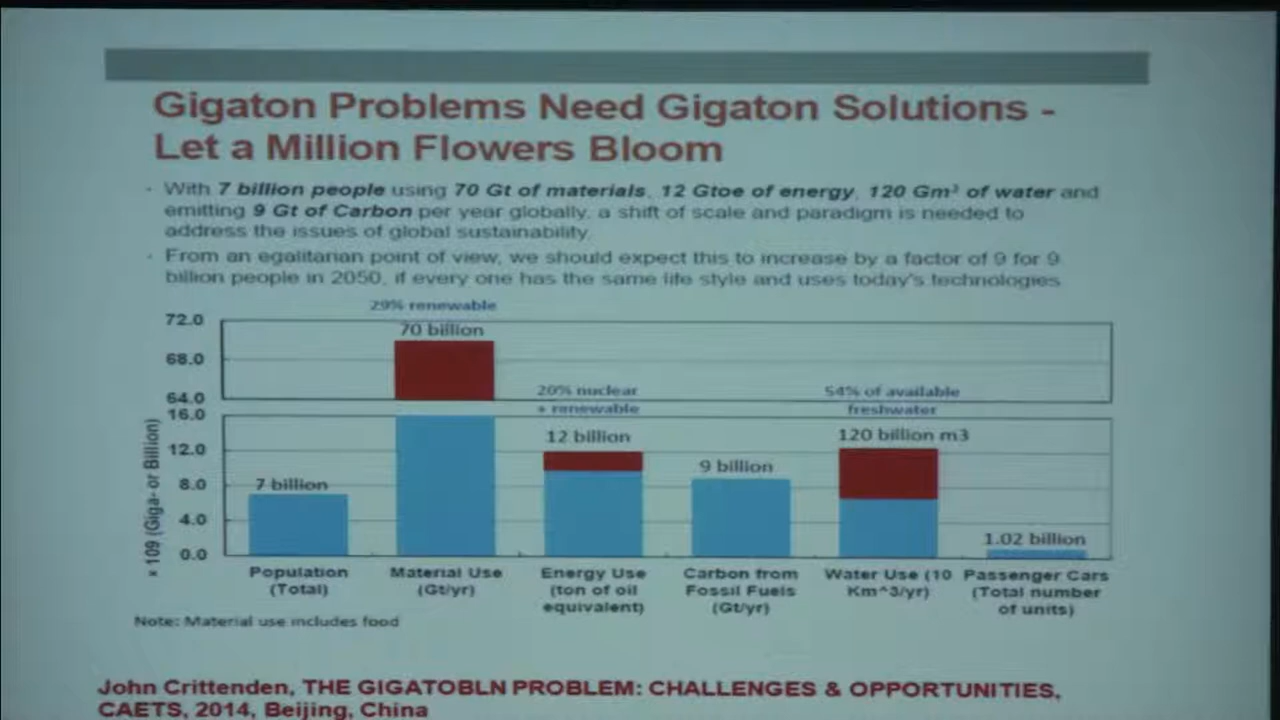 Gigaton Problems Need Gigaton Solutions -
Let a Million Flowers Bloom
· With 7 billion people using 70 Gt of materials, 12 Gtoe of energy, 120 Gm³ of water and
emitting 9 Gt of Carbon per year globally, a shift of scale and paradigm is needed to
address the issues of global sustainability.
· From an egalitarian point of view, we should expect this to increase by a factor of 9 for 9
billion people in 2050, if every one has the same life style and uses today's technologies
29% renewable
72.0
70 billion
68.0
64.0
20% nuclear
+ renewable
54% of available
freshwater
16.0
12 billion
120 billion m3
12.0
9 billion
8.0
7 billion
4.0
1.02 billion
0.0
× 109 (Giga- or Billion)
Population
(Total)
Material Use
(Gt/yr)
Energy Use
(ton of oil
equivalent)
Carbon from
Fossil Fuels
(Gt/yr)
Water Use (10
Km^3/yr)
Passenger Cars
(Total number
of units)
Note: Material use includes food
John Crittenden, THE GIGATOBLN PROBLEM: CHALLENGES & OPPORTUNITIES,
CAETS, 2014, Beijing, China